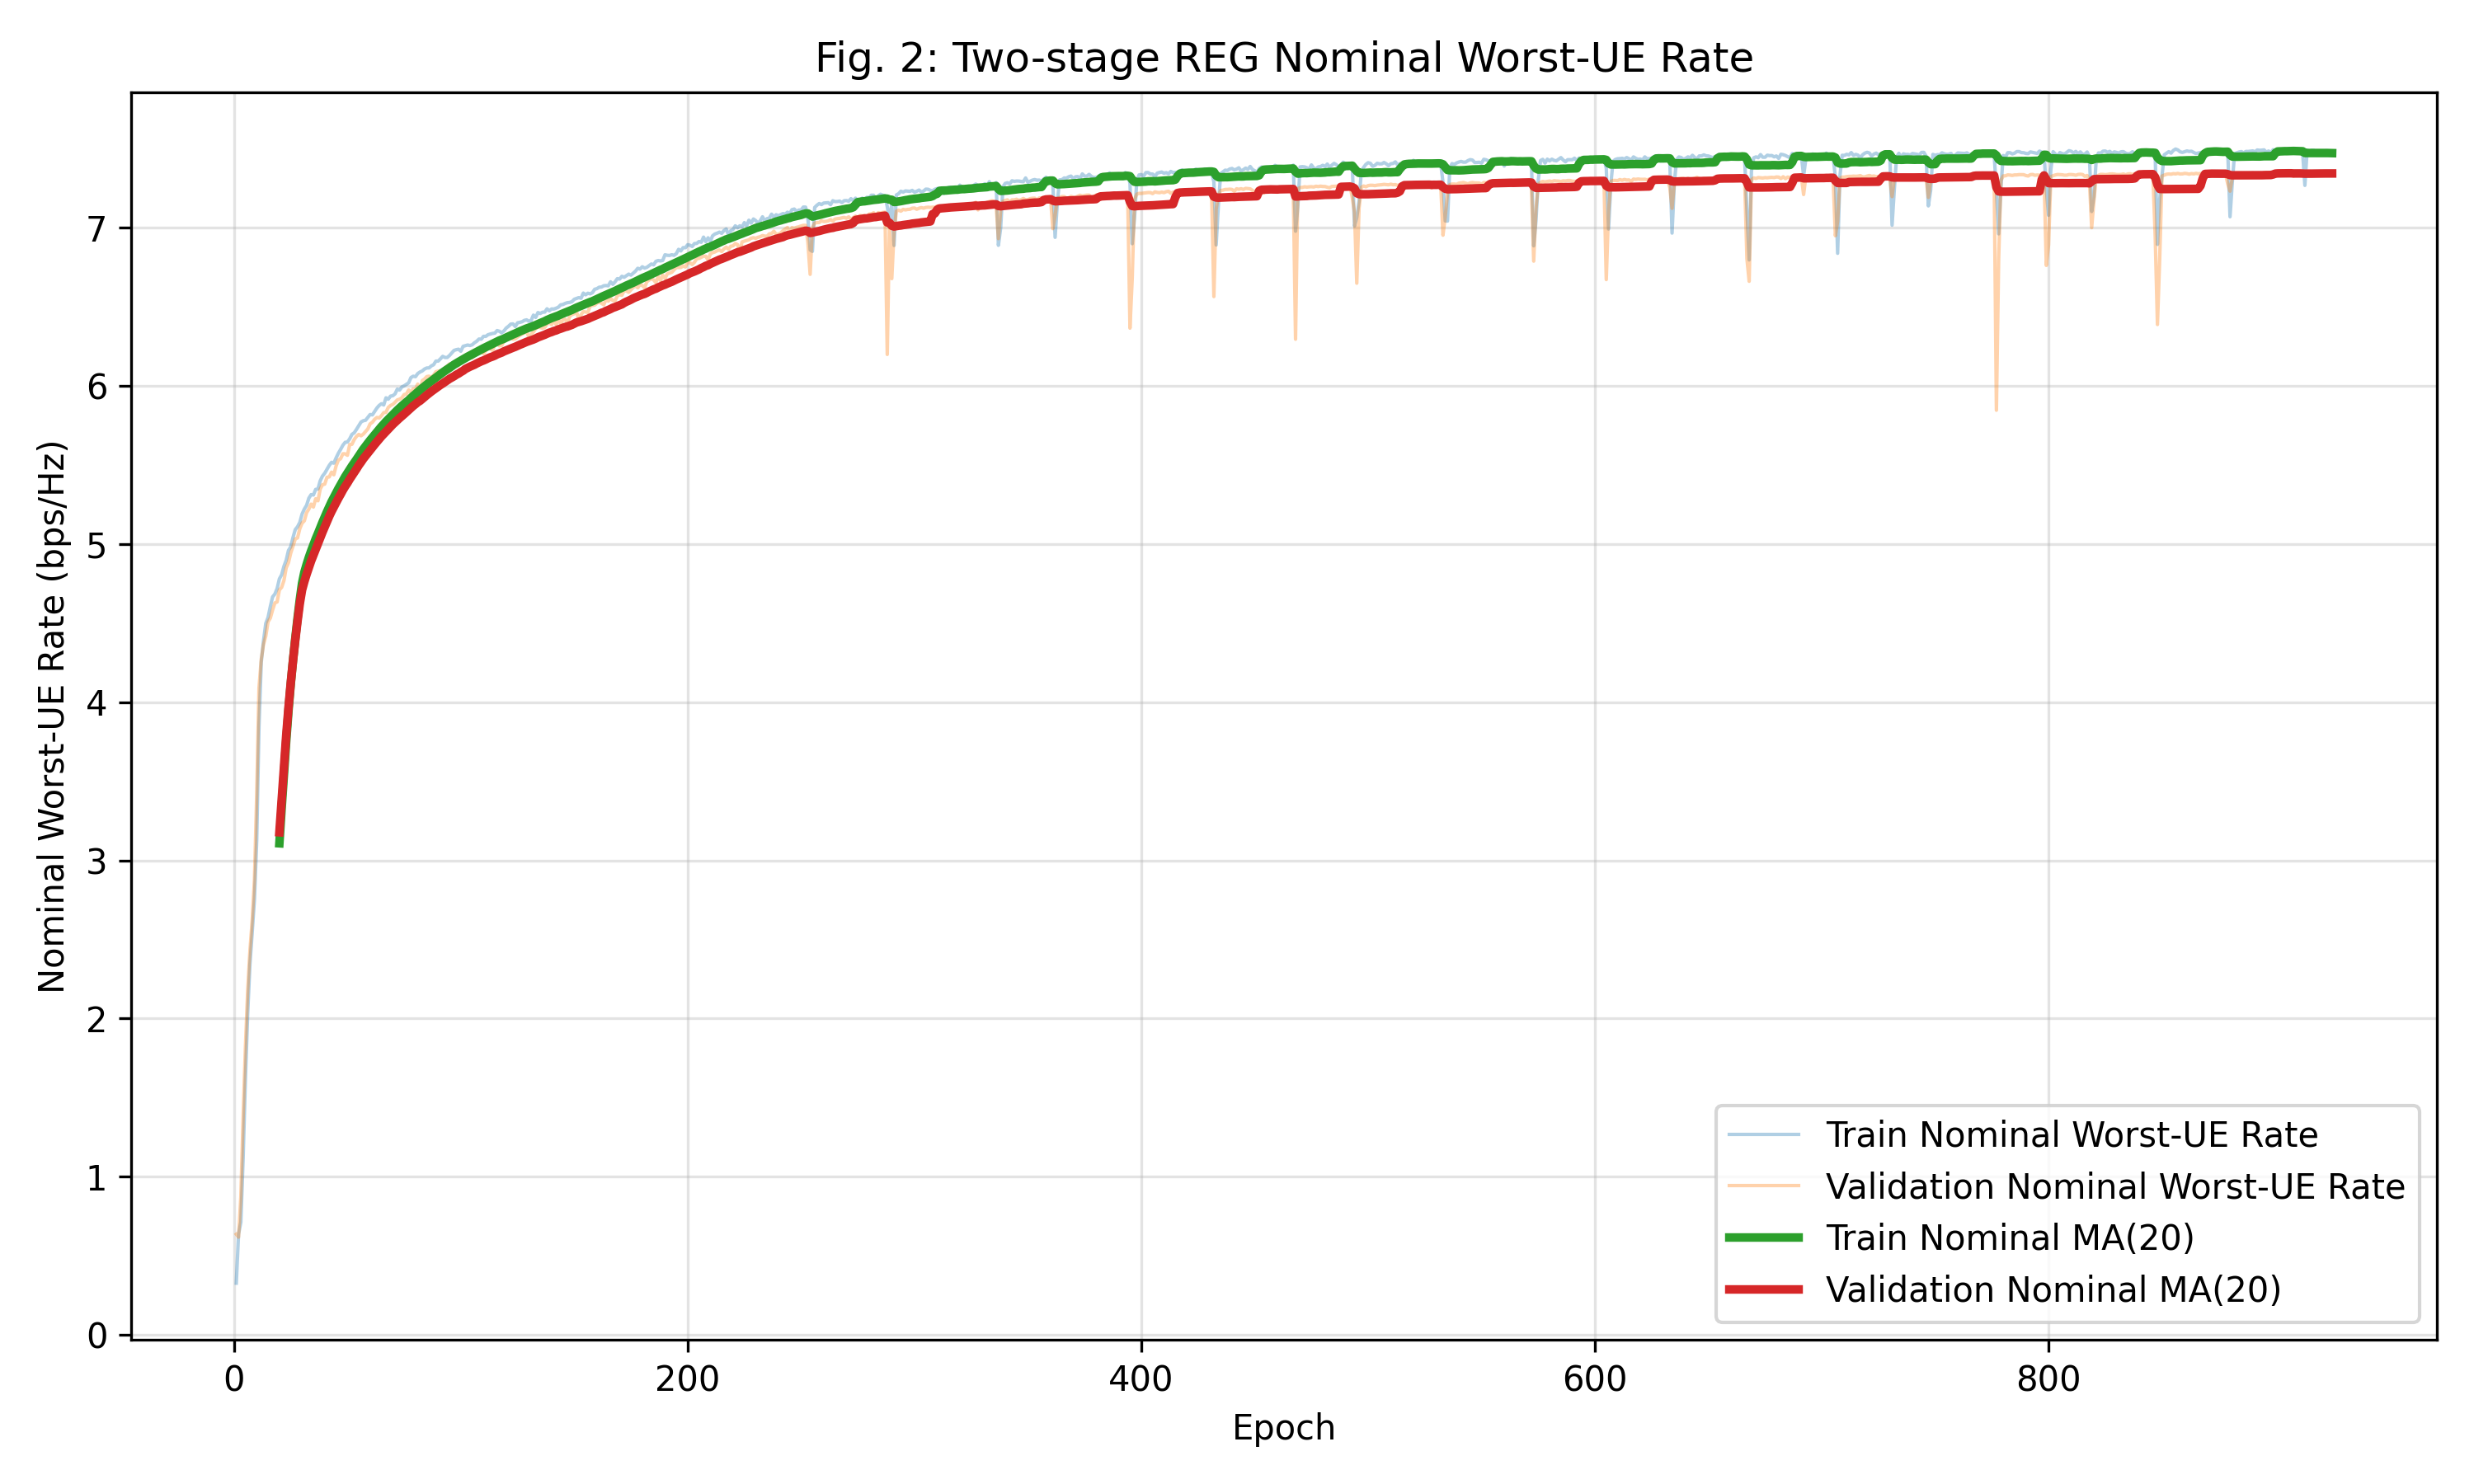 Fig. 2: Two-stage REG Nominal Worst-UE Rate
Nominal Worst-UE Rate (bps/Hz)
7
6
5
4
3
2
1
0
0 200 400 600 800
Epoch
Train Nominal Worst-UE Rate
Validation Nominal Worst-UE Rate
Train Nominal MA(20)
Validation Nominal MA(20)